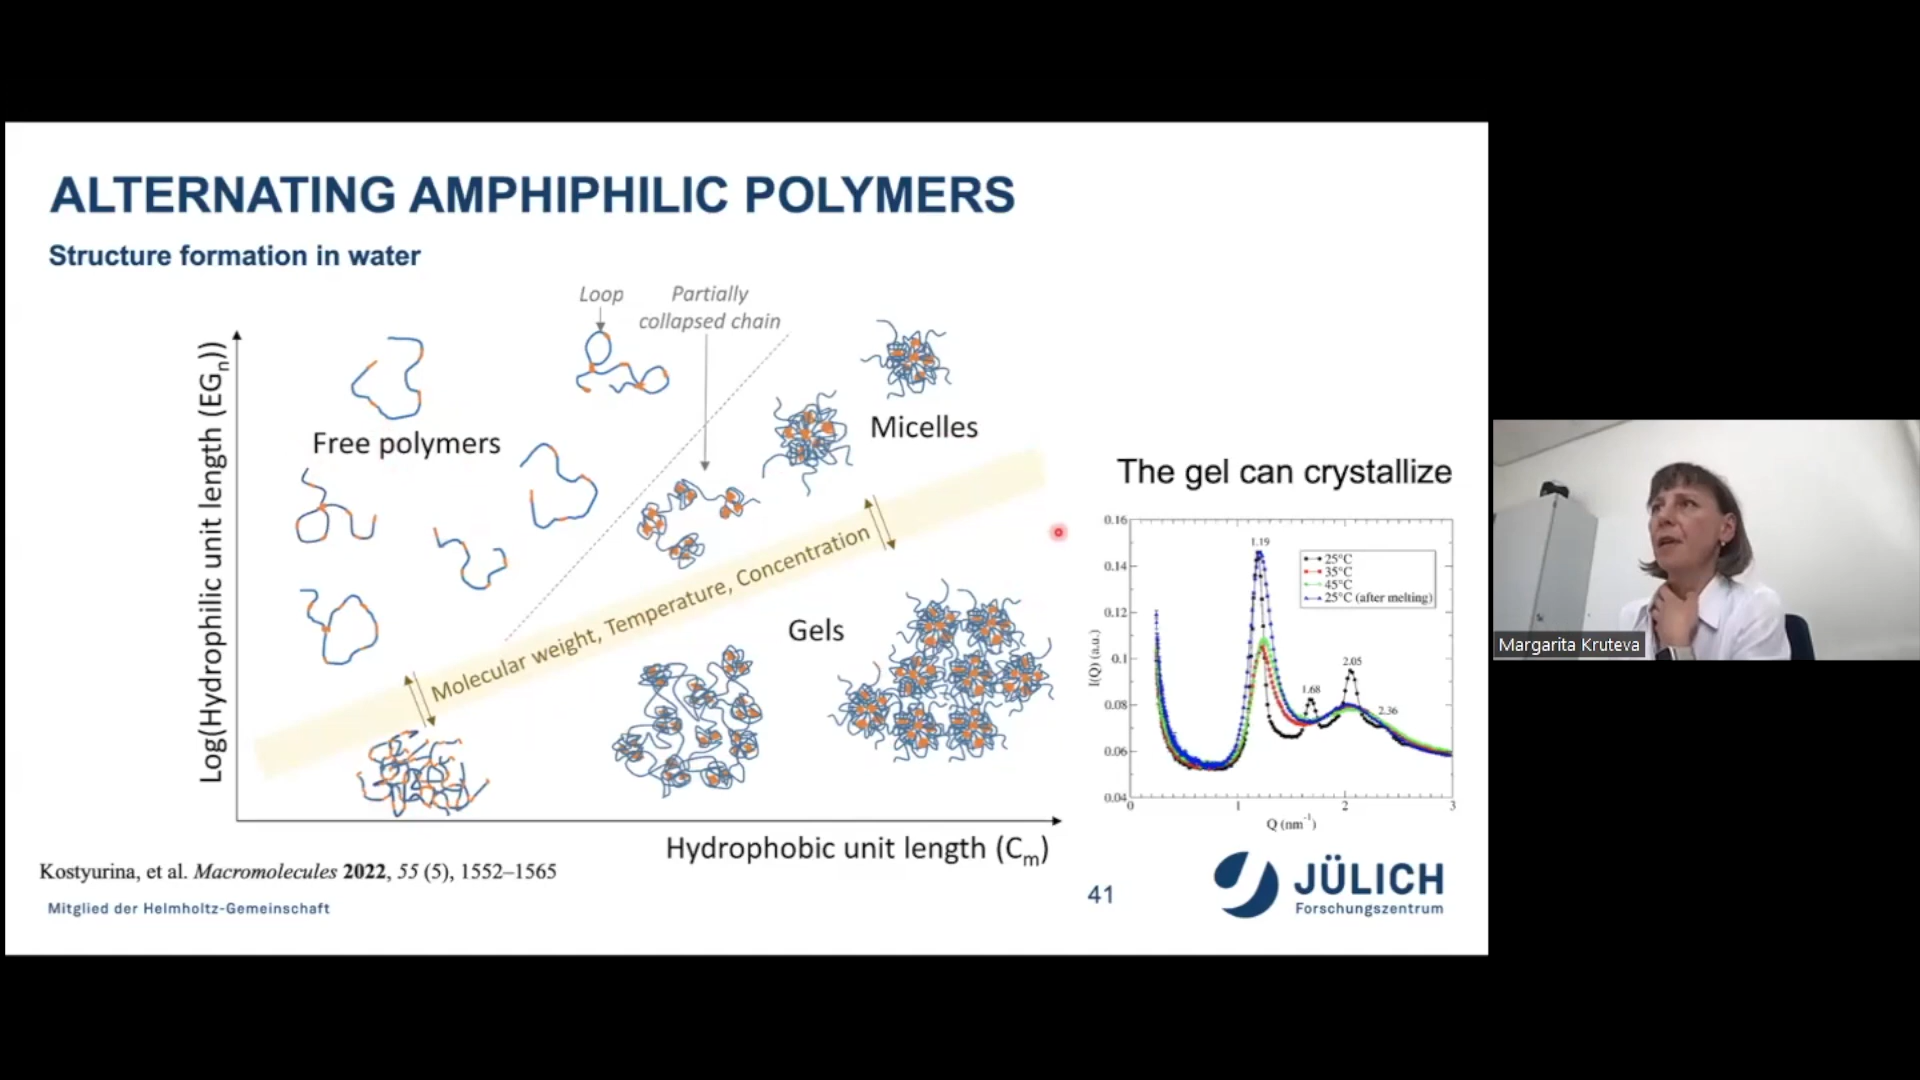 ALTERNATING AMPHIPHILIC POLYMERS
Structure formation in water
Loop
Partially
collapsed chain
Log(Hydrophilic unit length (EGn))
Free polymers
Micelles
Molecular weight, Temperature, Concentration
Gels
Hydrophobic unit length (Cm)
The gel can crystallize
0.16
0.14
0.12
0.1
0.08
0.06
0.04
I(Q) (a.u.)
1.19
1.68
2.05
2.36
25°C
35°C
45°C
25°C (after melting)
0
1
2
3
Q (nm-1)
Kostyurina, et al. Macromolecules 2022, 55 (5), 1552–1565
Mitglied der Helmholtz-Gemeinschaft
41
JÜLICH
Forschungszentrum
Margarita Kruteva